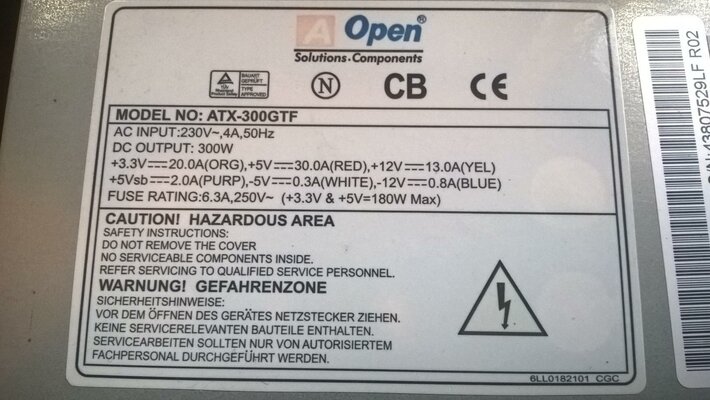 A Open®
Solutions·Components
BAUART GEPRÜFT
TYPE APPROVED
N
CB
CE
MODEL NO: ATX-300GTF
AC INPUT:230V~,4A,50Hz
DC OUTPUT: 300W
+3.3V⎓20.0A(ORG),+5V⎓30.0A(RED),+12V⎓13.0A(YEL)
+5Vsb⎓2.0A(PURP),-5V⎓0.3A(WHITE),-12V⎓0.8A(BLUE)
FUSE RATING:6.3A,250V~ (+3.3V & +5V=180W Max)
CAUTION! HAZARDOUS AREA
SAFETY INSTRUCTIONS:
DO NOT REMOVE THE COVER
NO SERVICEABLE COMPONENTS INSIDE.
REFER SERVICING TO QUALIFIED SERVICE PERSONNEL.
WARNUNG! GEFAHRENZONE
SICHERHEITSHINWEISE:
VOR DEM ÖFFNEN DES GERÄTES NETZSTECKER ZIEHEN.
KEINE SERVICERELEVANTEN BAUTEILE ENTHALTEN.
SERVICEARBEITEN SOLLTEN NUR VON AUTORISIERTEM
FACHPERSONAL DURCHGEFÜHRT WERDEN.
6LL0182101 CGC
43807529LF R02